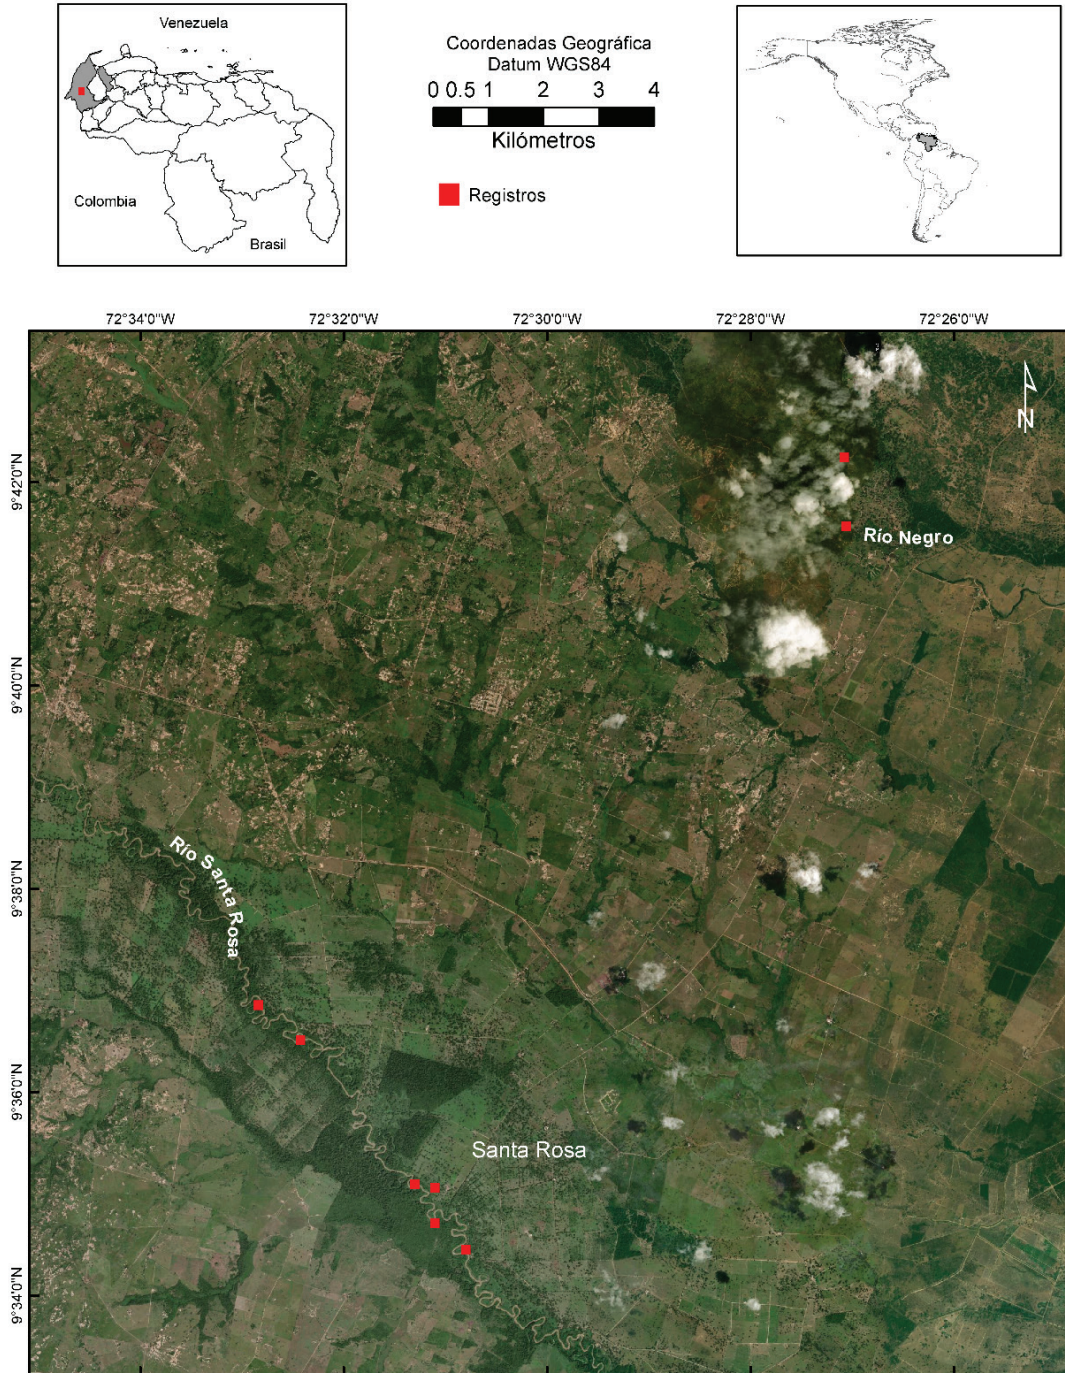 Venezuela
Colombia
Brasil
Coordenadas Geográfica
Datum WGS84
0 0.5 1 2 3 4
Kilómetros
Registros
72°34'0"W 72°32'0"W 72°30'0"W 72°28'0"W 72°26'0"W
N
9°42'0"N
Río Negro
9°40'0"N
Río Santa Rosa
9°38'0"N
9°36'0"N
Santa Rosa
9°34'0"N